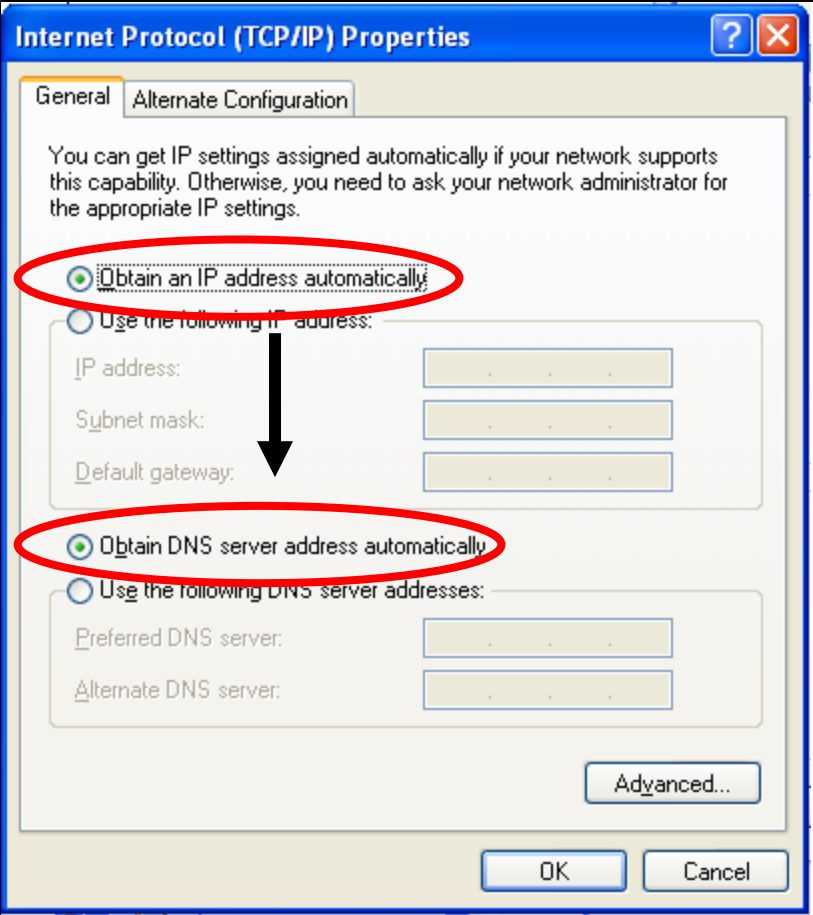 Internet Protocol (TCP/IP) Properties
?
General
Alternate Configuration
You can get IP settings assigned automatically if your network supports
this capability. Otherwise, you need to ask your network administrator for
the appropriate IP settings.
Obtain an IP address automatically
Use the following IP address:
IP address:
Subnet mask:
Default gateway:
Obtain DNS server address automatically
Use the following DNS server addresses:
Preferred DNS server:
Alternate DNS server:
Advanced...
OK
Cancel